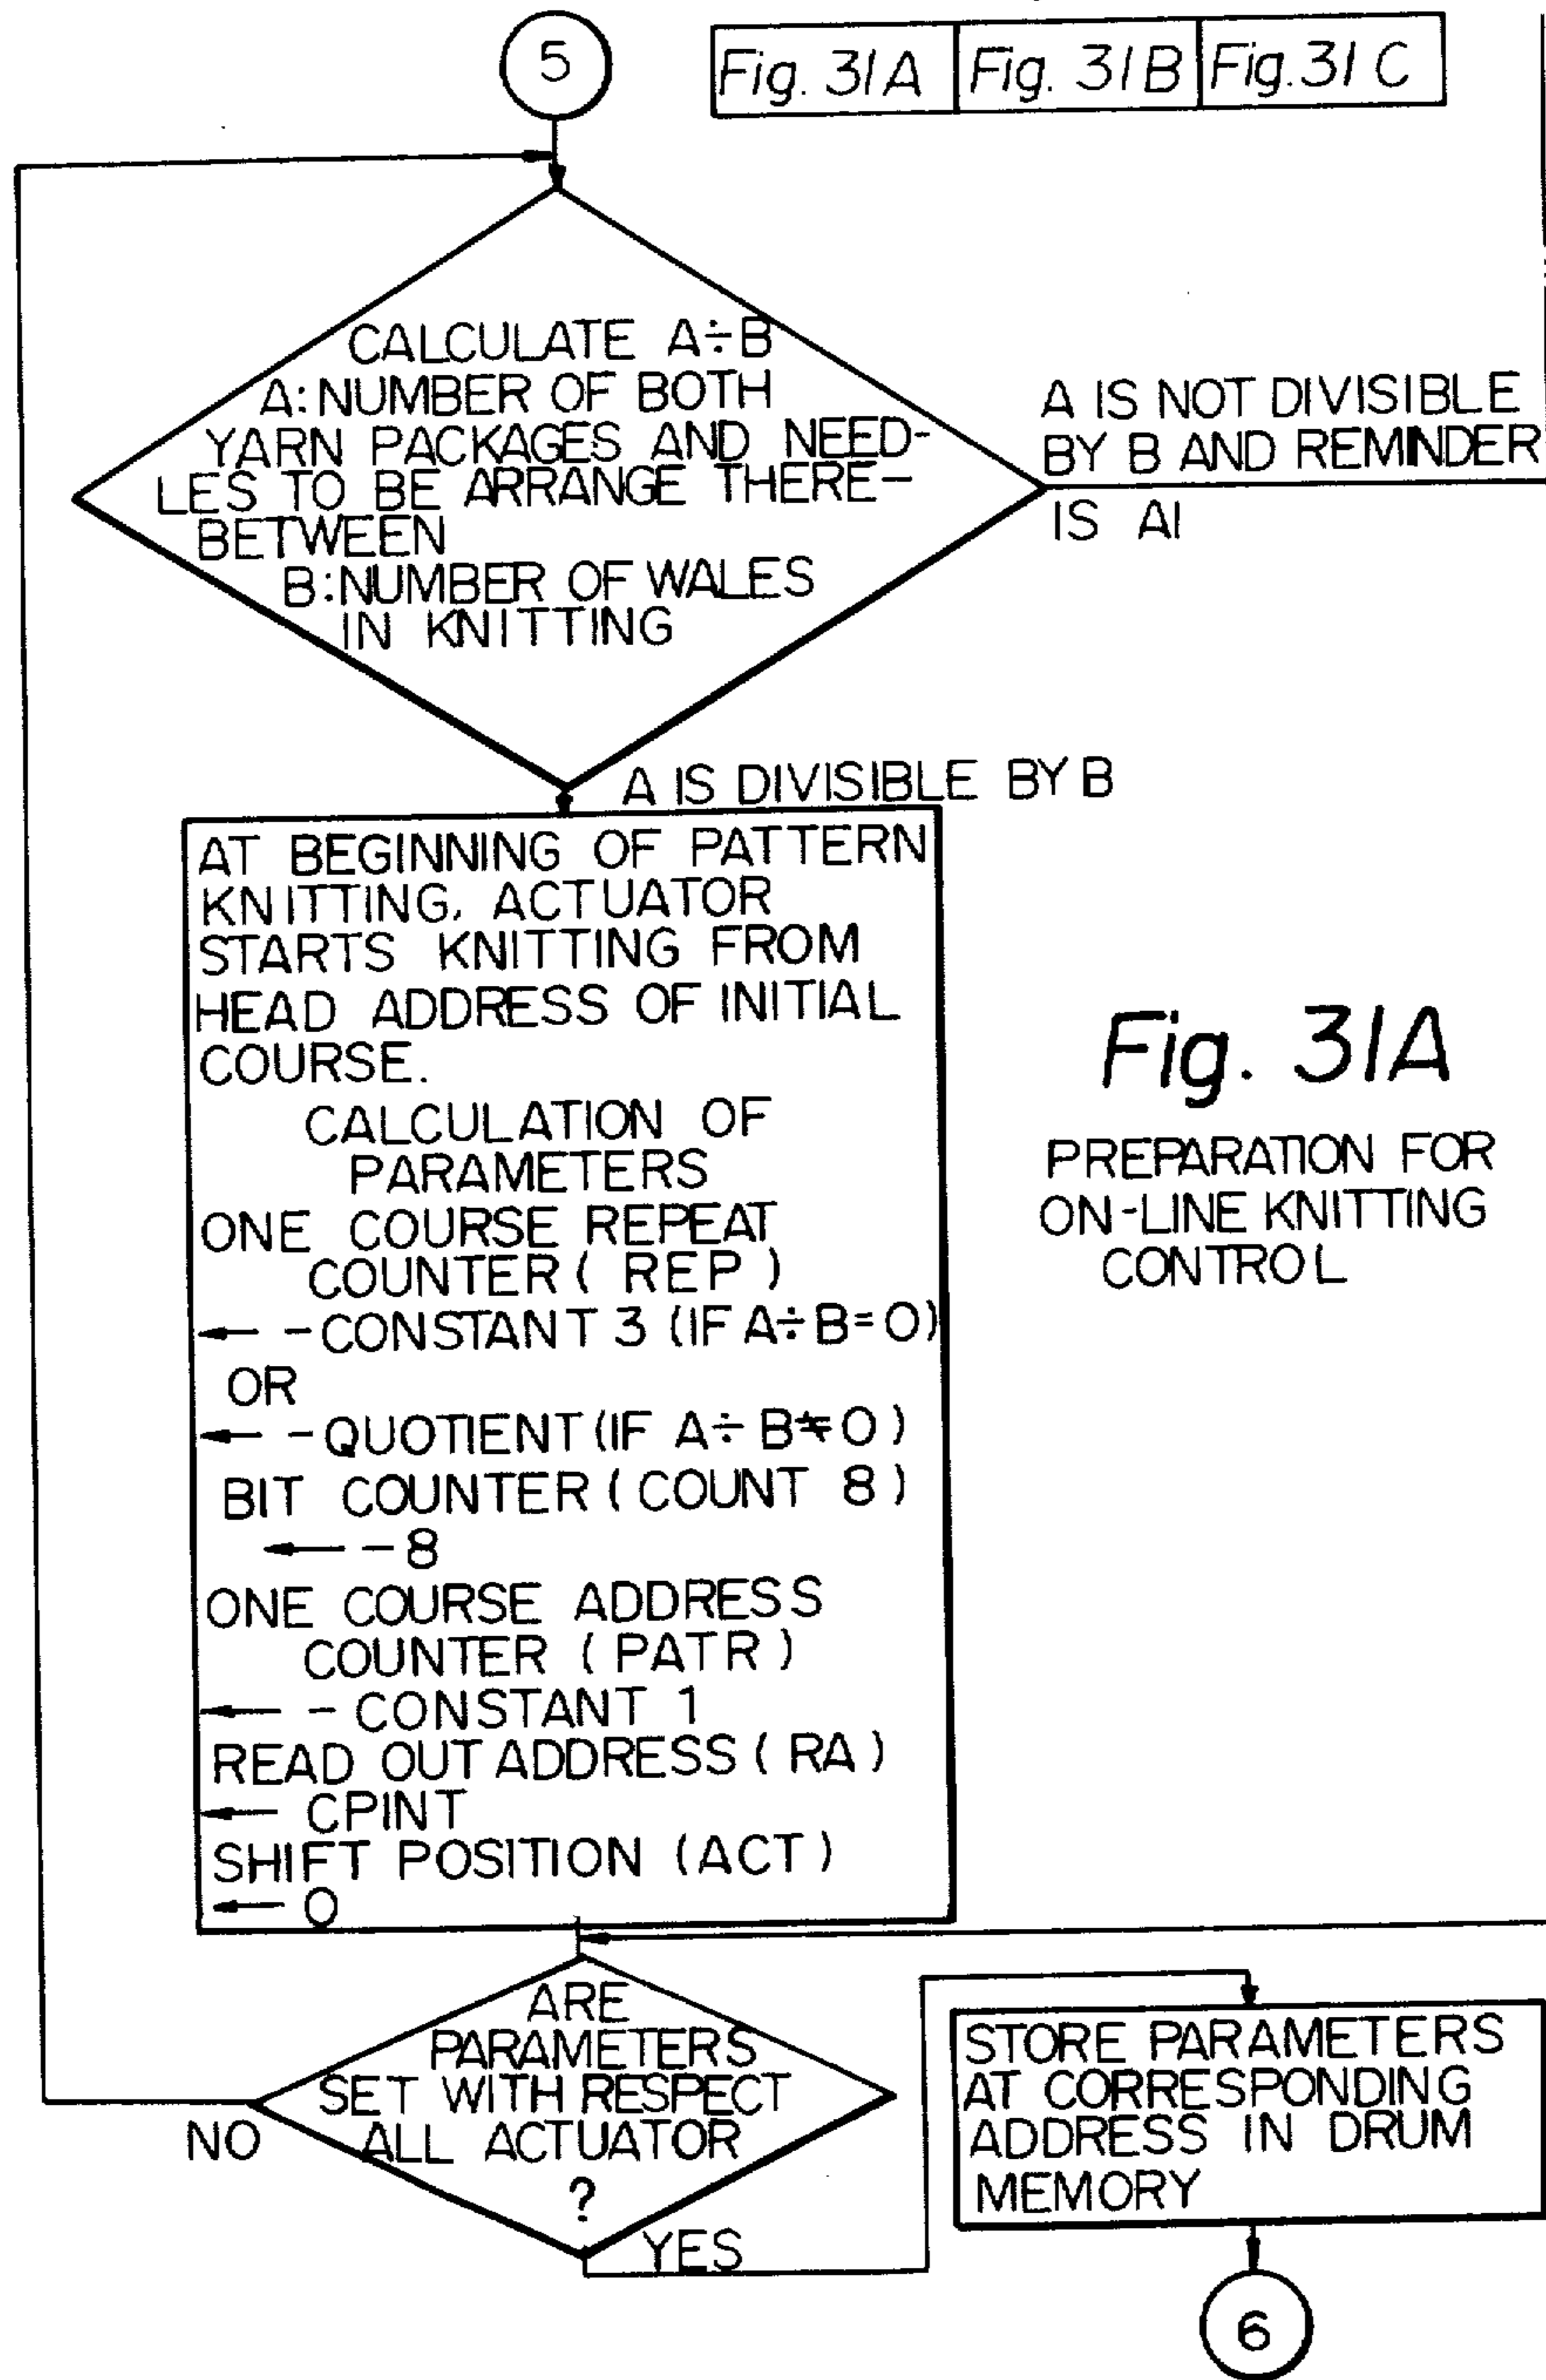 5
Fig. 31A Fig. 31B Fig. 31C
CALCULATE A÷B
A:NUMBER OF BOTH
YARN PACKAGES AND NEED-
LES TO BE ARRANGE THERE-
BETWEEN
B:NUMBER OF WALES
IN KNITTING
A IS NOT DIVISIBLE
BY B AND REMINDER
IS A1
A IS DIVISIBLE BY B
AT BEGINNING OF PATTERN
KNITTING, ACTUATOR
STARTS KNITTING FROM
HEAD ADDRESS OF INITIAL
COURSE.
CALCULATION OF
PARAMETERS
ONE COURSE REPEAT
COUNTER (REP)
← -CONSTANT 3 (IF A÷B=0)
OR
← -QUOTIENT (IF A÷B≠0)
BIT COUNTER (COUNT 8)
← -8
ONE COURSE ADDRESS
COUNTER (PATR)
← - CONSTANT 1
READ OUT ADDRESS (RA)
← CPINT
SHIFT POSITION (ACT)
← 0
Fig. 31A
PREPARATION FOR
ON-LINE KNITTING
CONTROL
ARE
PARAMETERS
SET WITH RESPECT
ALL ACTUATOR
?
NO
YES
STORE PARAMETERS
AT CORRESPONDING
ADDRESS IN DRUM
MEMORY
6